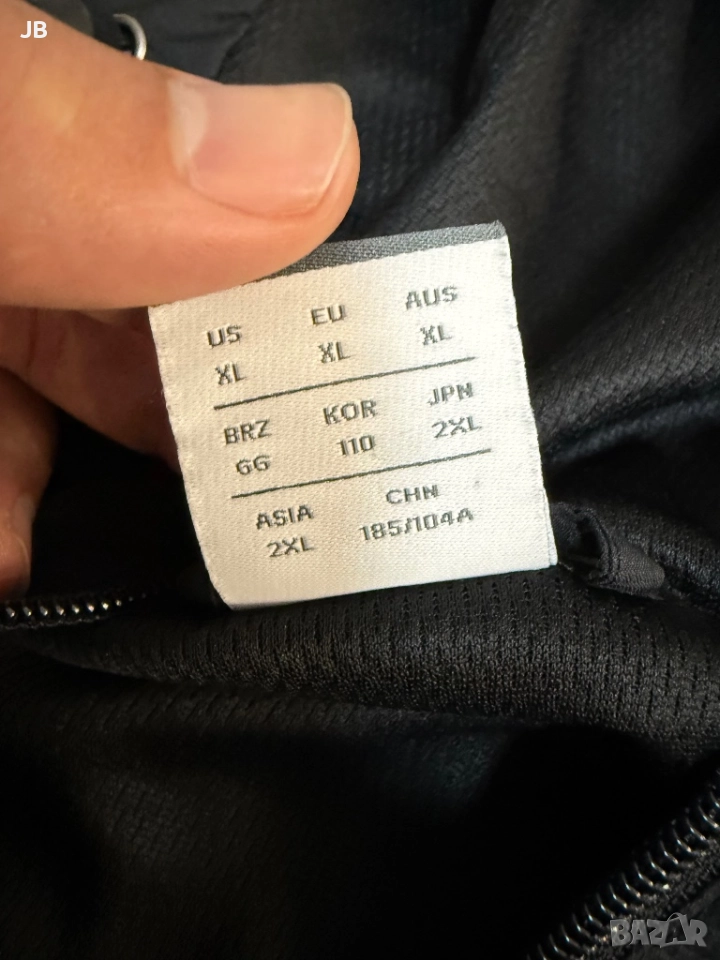 JB
US EU AUS
XL XL XL
BRZ KOR JPN
66 110 2XL
ASIA CHN
2XL 185/104A
BAZAR